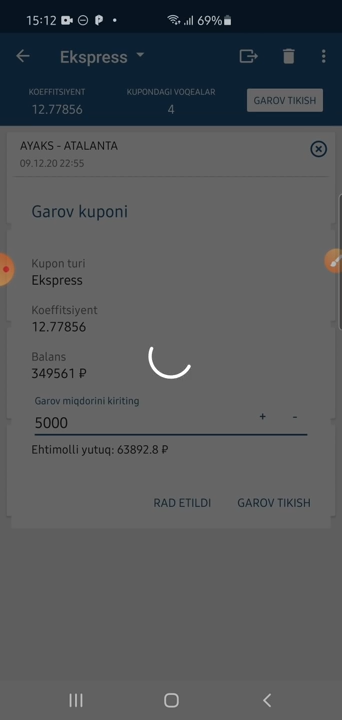 15:12 69%
Ekspress
KOEFFITSIYENT KUPONDAGI VOQEALAR
12.77856 4
GAROV TIKISH
AYAKS - ATALANTA
09.12.20 22:55
Garov kuponi
Kupon turi
Ekspress
Koeffitsiyent
12.77856
Balans
349561 ₽
Garov miqdorini kiriting
5000 + -
Ehtimolli yutuq: 63892.8 ₽
RAD ETILDI GAROV TIKISH